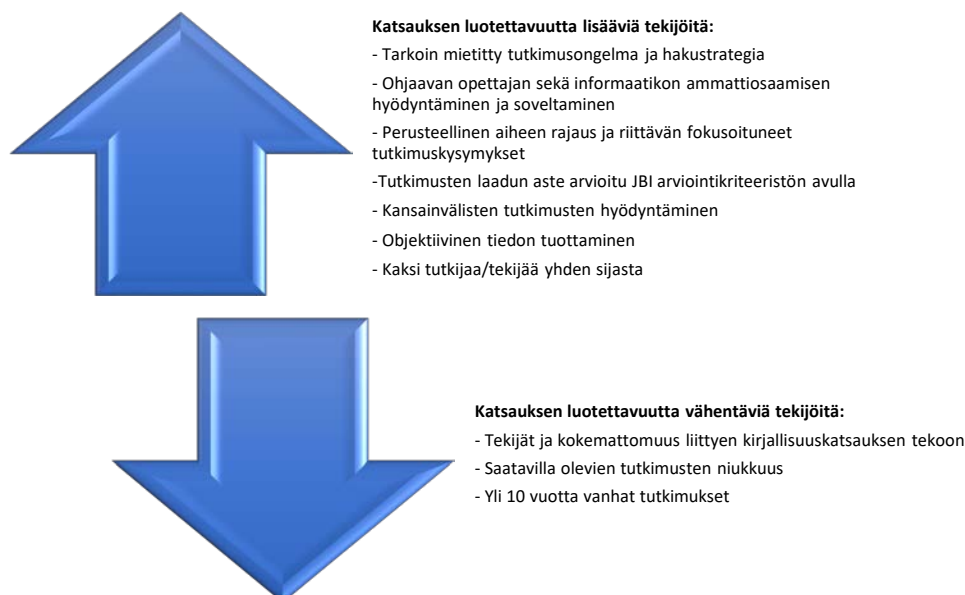 Katsauksen luotettavuutta lisääviä tekijöitä:
- Tarkoin mietitty tutkimusongelma ja hakustrategia
- Ohjaavan opettajan sekä informaatikon ammattiosaamisen
hyödyntäminen ja soveltaminen
- Perusteellinen aiheen rajaus ja riittävän fokusoituneet
tutkimuskysymykset
-Tutkimusten laadun aste arvioitu JBI arviointikriteeristön avulla
- Kansainvälisten tutkimusten hyödyntäminen
- Objektiivinen tiedon tuottaminen
- Kaksi tutkijaa/tekijää yhden sijasta
Katsauksen luotettavuutta vähentäviä tekijöitä:
- Tekijät ja kokemattomuus liittyen kirjallisuuskatsauksen tekoon
- Saatavilla olevien tutkimusten niukkuus
- Yli 10 vuotta vanhat tutkimukset